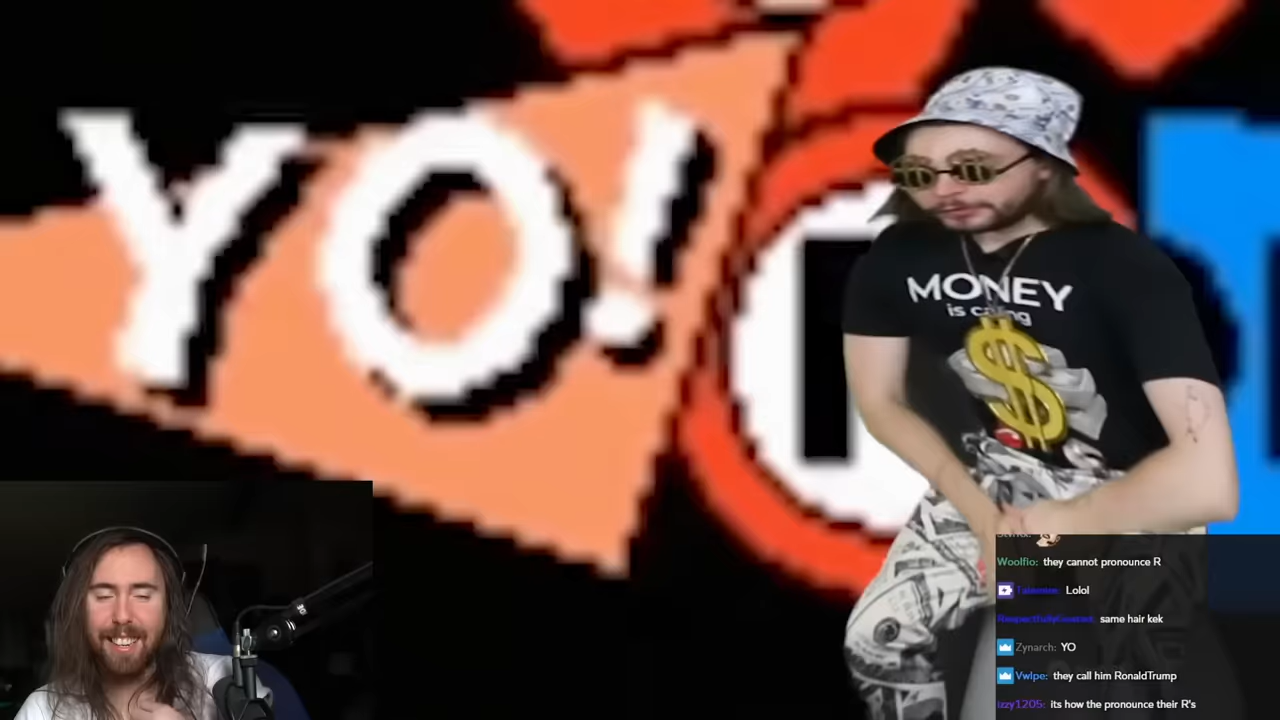 YO!
MONEY
is calling
Woolfio: they cannot pronounce R
Lolol
same hair kek
Zynarch: YO
Vwlpe: they call him RonaldTrump
izzy1205: its how the pronounce their R's